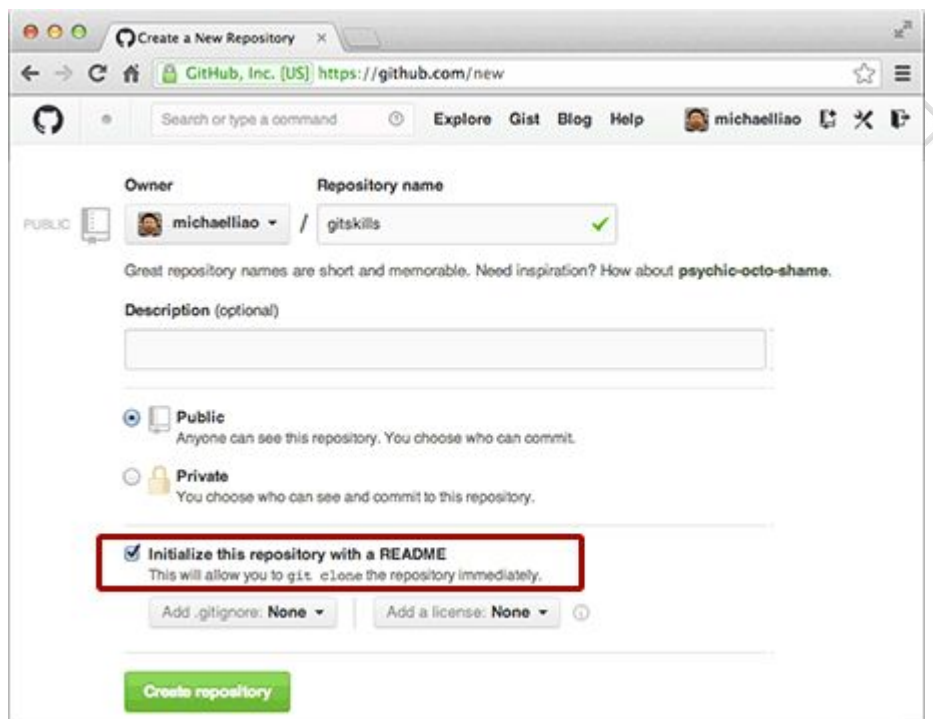 Create a New Repository
GitHub, Inc. [US] https://github.com/new
Search or type a command Explore Gist Blog Help michaelliao
Owner Repository name
PUBLIC michaelliao / gitskills
Great repository names are short and memorable. Need inspiration? How about psychic-octo-shame.
Description (optional)
Public
Anyone can see this repository. You choose who can commit.
Private
You choose who can see and commit to this repository.
Initialize this repository with a README
This will allow you to git clone the repository immediately.
Add .gitignore: None Add a license: None
Create repository